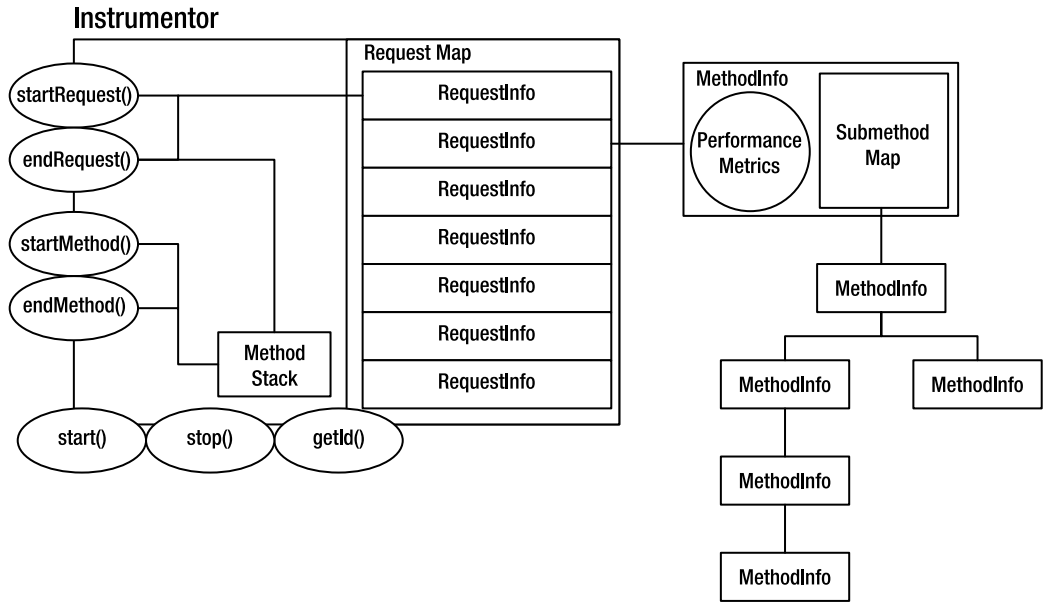 Instrumentor
startRequest()
endRequest()
startMethod()
endMethod()
start()
stop()
getId()
Method
Stack
Request Map
RequestInfo
RequestInfo
RequestInfo
RequestInfo
RequestInfo
RequestInfo
RequestInfo
MethodInfo
Performance
Metrics
Submethod
Map
MethodInfo
MethodInfo
MethodInfo
MethodInfo
MethodInfo